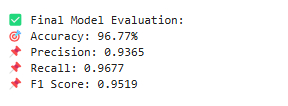 ✅ Final Model Evaluation:
🎯 Accuracy: 96.77%
📌 Precision: 0.9365
📌 Recall: 0.9677
📌 F1 Score: 0.9519